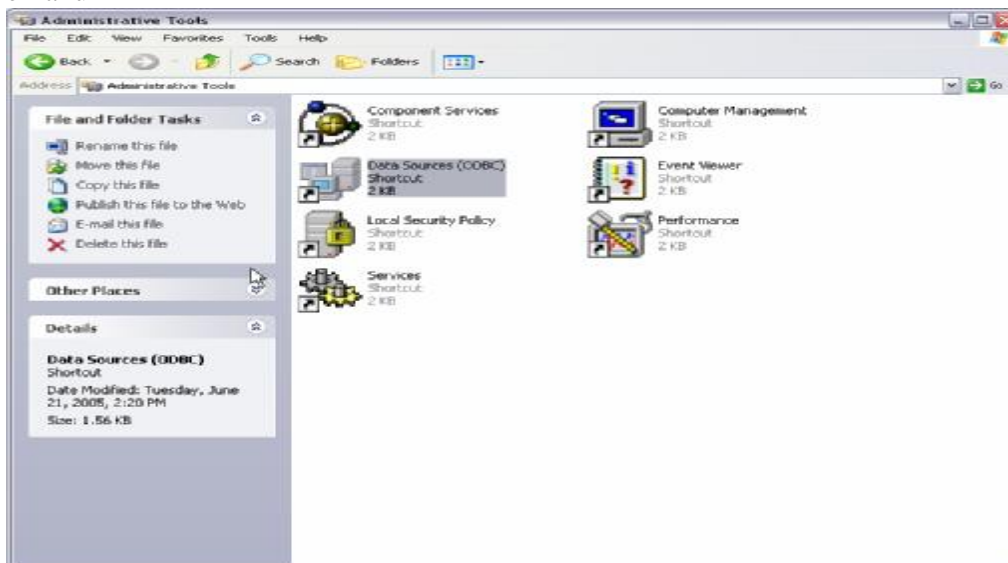 Administrative Tools
File Edit View Favorites Tools Help
Back Search Folders
Address Administrative Tools Go
File and Folder Tasks
Rename this file
Move this file
Copy this file
Publish this file to the Web
E-mail this file
Delete this file
Other Places
Details
Data Sources (ODBC)
Shortcut
Date Modified: Tuesday, June
21, 2005, 2:20 PM
Size: 1.56 KB
Component Services
Shortcut
2 KB
Computer Management
Shortcut
2 KB
Data Sources (ODBC)
Shortcut
2 KB
Event Viewer
Shortcut
2 KB
Local Security Policy
Shortcut
2 KB
Performance
Shortcut
2 KB
Services
Shortcut
2 KB